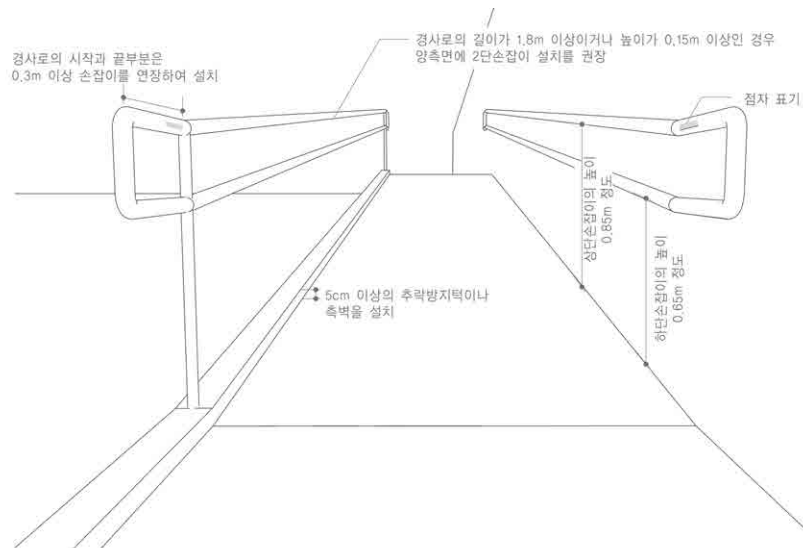 경사로의 시작과 끝부분은
0.3m 이상 손잡이를 연장하여 설치
경사로의 길이가 1.8m 이상이거나 높이가 0.15m 이상인 경우
양측면에 2단손잡이 설치를 권장
점자 표기
상단손잡이의 높이
0.85m 정도
하단손잡이의 높이
0.65m 정도
5cm 이상의 추락방지턱이나
측벽을 설치